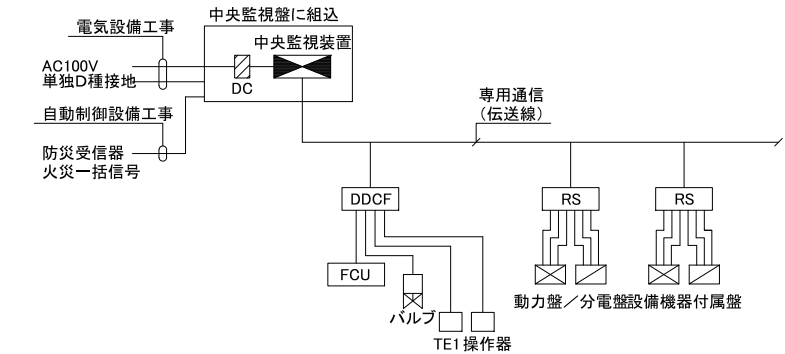 電気設備工事
中央監視盤に組込
中央監視装置
AC100V
単独D種接地
DC
自動制御設備工事
防災受信器
火災一括信号
専用通信
(伝送線)
DDCF
RS
RS
FCU
バルブ
TE1
操作器
動力盤/分電盤
設備機器付属盤